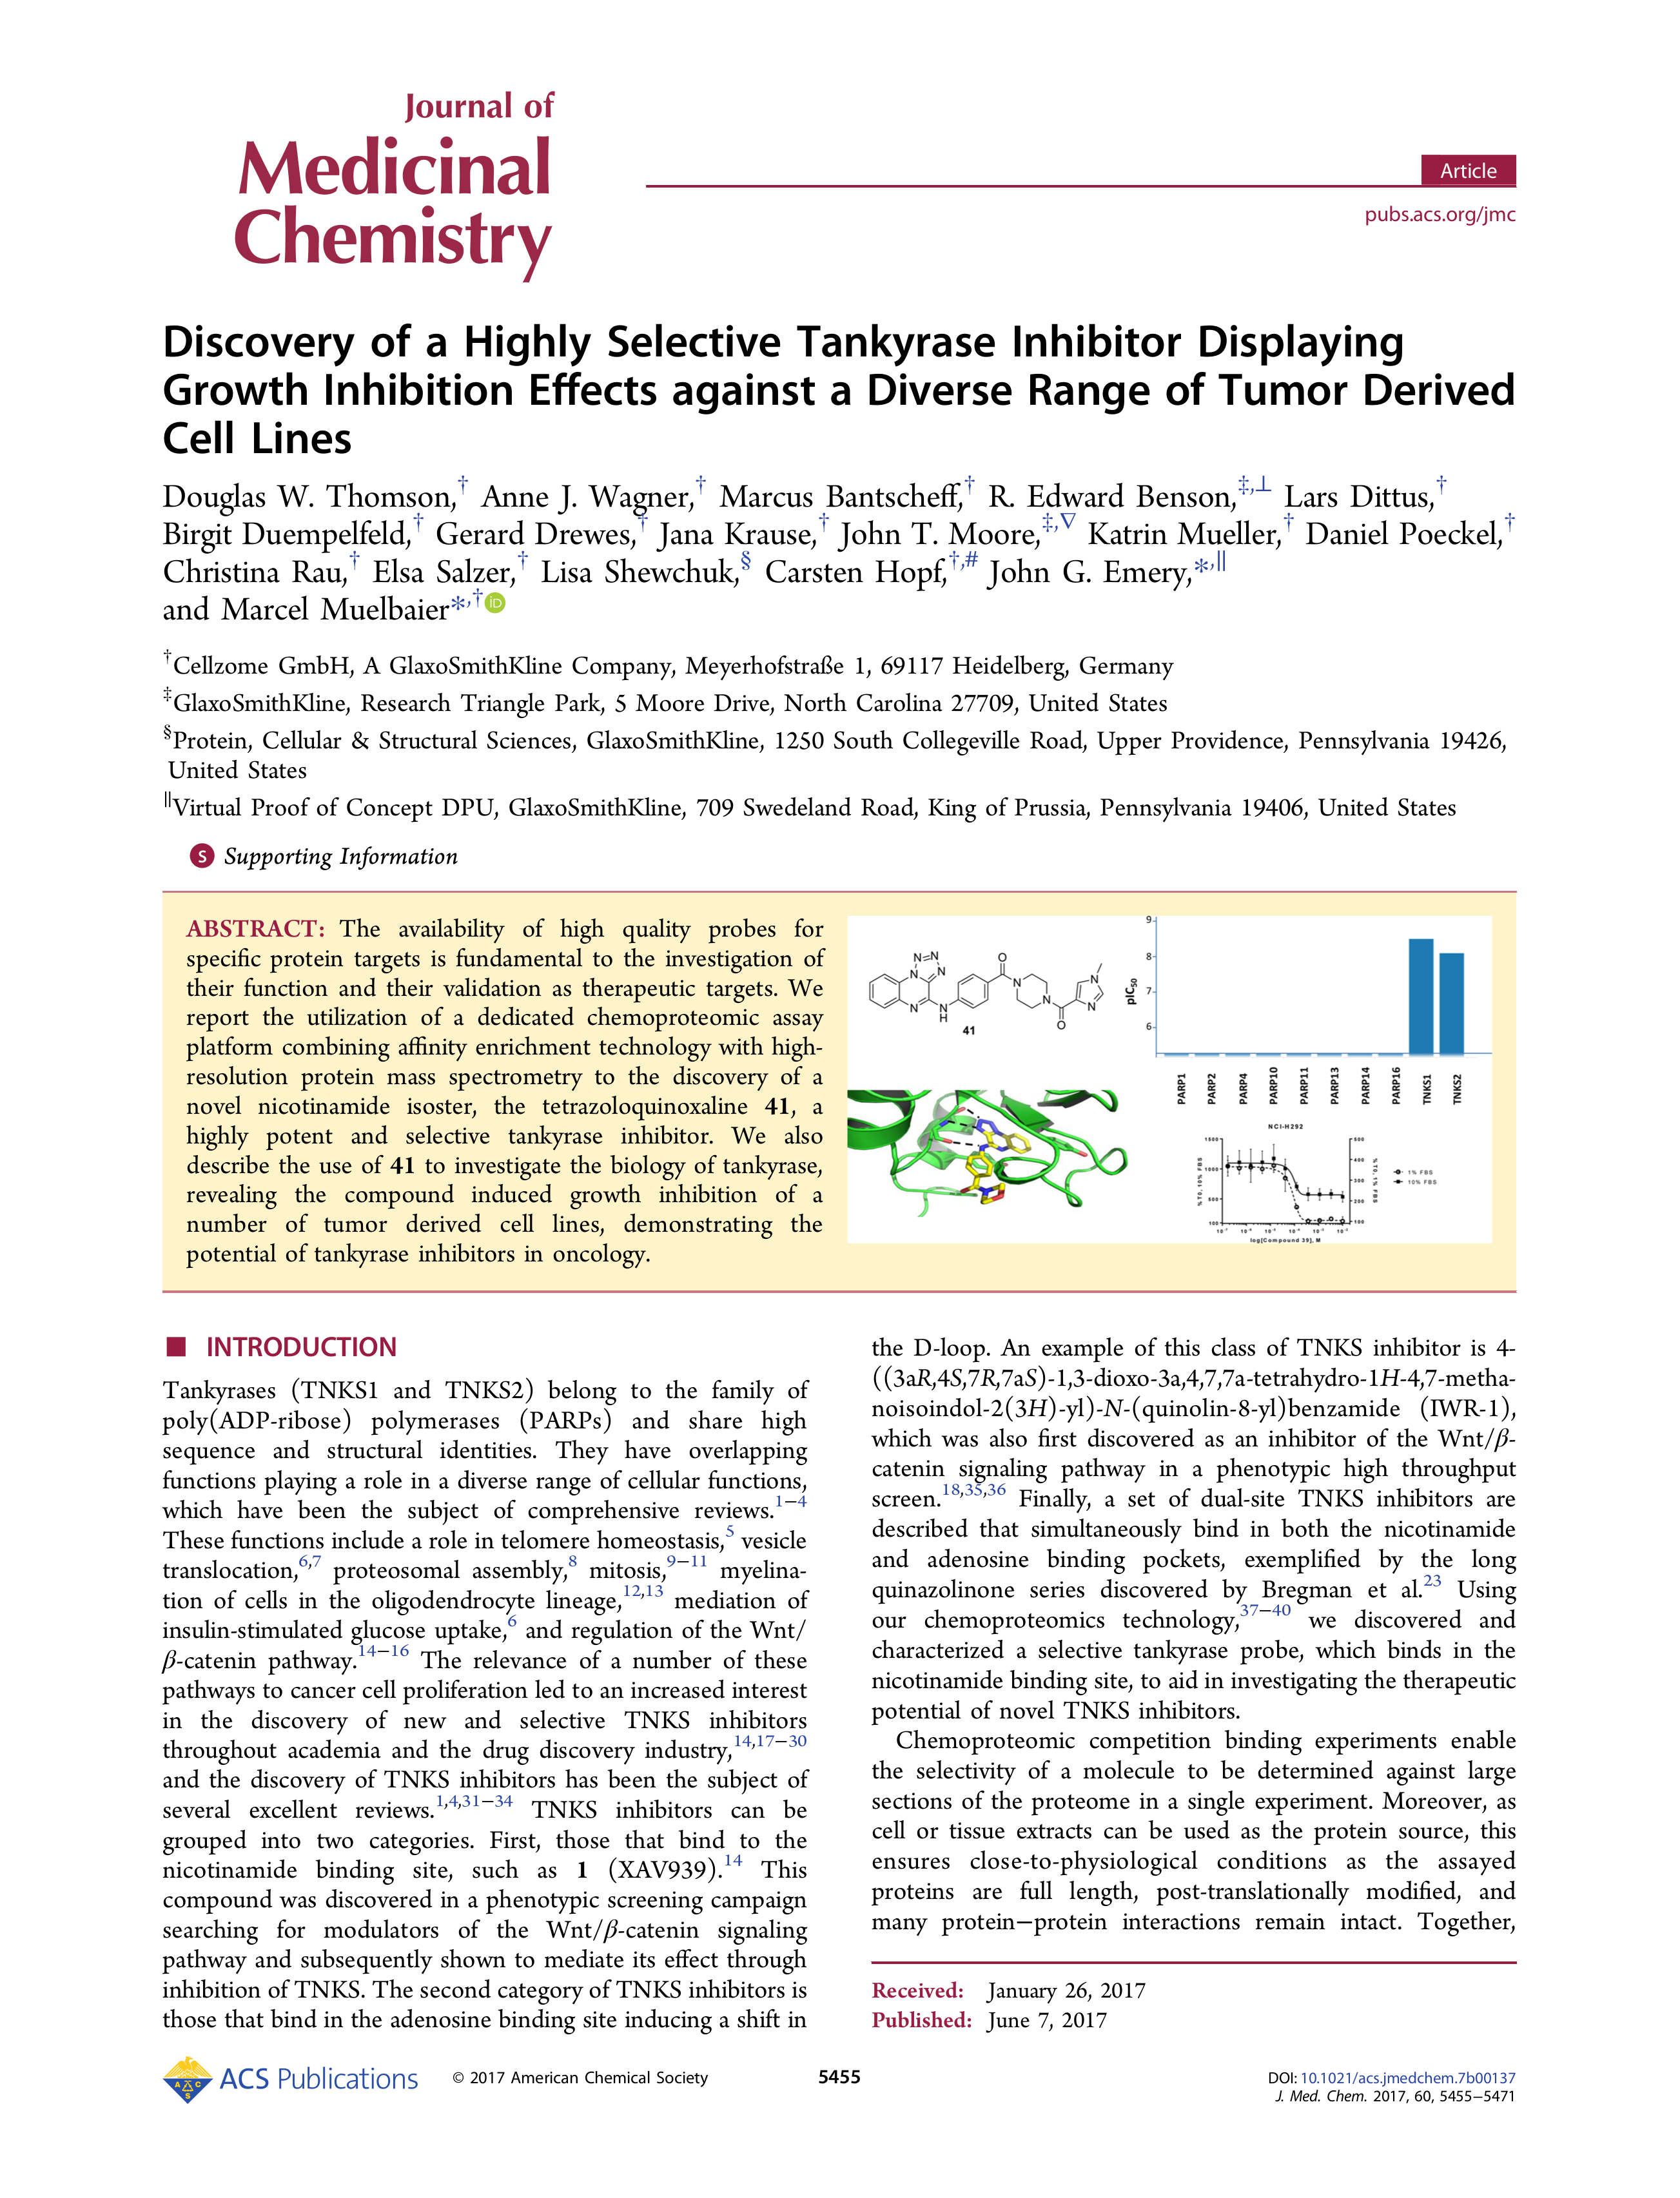 Journal of
Medicinal
Chemistry
Article
pubs.acs.org/jmc
Discovery of a Highly Selective Tankyrase Inhibitor Displaying
Growth Inhibition Effects against a Diverse Range of Tumor Derived
Cell Lines
Douglas W. Thomson,† Anne J. Wagner,† Marcus Bantscheff,† R. Edward Benson,‡,⊥ Lars Dittus,†
Birgit Duempelfeld,† Gerard Drewes,† Jana Krause,† John T. Moore,‡,∇ Katrin Mueller,† Daniel Poeckel,†
Christina Rau,† Elsa Salzer,† Lisa Shewchuk,§ Carsten Hopf,†,# John G. Emery,*,∥
and Marcel Muelbaier*,† iD
†Cellzome GmbH, A GlaxoSmithKline Company, Meyerhofstraße 1, 69117 Heidelberg, Germany
‡GlaxoSmithKline, Research Triangle Park, 5 Moore Drive, North Carolina 27709, United States
§Protein, Cellular & Structural Sciences, GlaxoSmithKline, 1250 South Collegeville Road, Upper Providence, Pennsylvania 19426,
United States
∥Virtual Proof of Concept DPU, GlaxoSmithKline, 709 Swedeland Road, King of Prussia, Pennsylvania 19406, United States
S Supporting Information
ABSTRACT: The availability of high quality probes for
specific protein targets is fundamental to the investigation of
their function and their validation as therapeutic targets. We
report the utilization of a dedicated chemoproteomic assay
platform combining affinity enrichment technology with high-
resolution protein mass spectrometry to the discovery of a
novel nicotinamide isoster, the tetrazoloquinoxaline 41, a
highly potent and selective tankyrase inhibitor. We also
describe the use of 41 to investigate the biology of tankyrase,
revealing the compound induced growth inhibition of a
number of tumor derived cell lines, demonstrating the
potential of tankyrase inhibitors in oncology.
41
pIC50
9
8
7
6
PARP1
PARP2
PARP4
PARP10
PARP11
PARP13
PARP14
PARP16
TNKS1
TNKS2
NCI-H292
% T0, 10% FBS
1500
1000
500
100
500
400
300
200
100
% T0, 1% FBS
1% FBS
10% FBS
log[Compound 39], M
■ INTRODUCTION
Tankyrases (TNKS1 and TNKS2) belong to the family of
poly(ADP-ribose) polymerases (PARPs) and share high
sequence and structural identities. They have overlapping
functions playing a role in a diverse range of cellular functions,
which have been the subject of comprehensive reviews.1−4
These functions include a role in telomere homeostasis,5 vesicle
translocation,6,7 proteosomal assembly,8 mitosis,9−11 myelina-
tion of cells in the oligodendrocyte lineage,12,13 mediation of
insulin-stimulated glucose uptake,6 and regulation of the Wnt/
β-catenin pathway.14−16 The relevance of a number of these
pathways to cancer cell proliferation led to an increased interest
in the discovery of new and selective TNKS inhibitors
throughout academia and the drug discovery industry,14,17−30
and the discovery of TNKS inhibitors has been the subject of
several excellent reviews.1,4,31−34 TNKS inhibitors can be
grouped into two categories. First, those that bind to the
nicotinamide binding site, such as 1 (XAV939).14 This
compound was discovered in a phenotypic screening campaign
searching for modulators of the Wnt/β-catenin signaling
pathway and subsequently shown to mediate its effect through
inhibition of TNKS. The second category of TNKS inhibitors is
those that bind in the adenosine binding site inducing a shift in
the D-loop. An example of this class of TNKS inhibitor is 4-
((3aR,4S,7R,7aS)-1,3-dioxo-3a,4,7,7a-tetrahydro-1H-4,7-metha-
noisoindol-2(3H)-yl)-N-(quinolin-8-yl)benzamide (IWR-1),
which was also first discovered as an inhibitor of the Wnt/β-
catenin signaling pathway in a phenotypic high throughput
screen.18,35,36 Finally, a set of dual-site TNKS inhibitors are
described that simultaneously bind in both the nicotinamide
and adenosine binding pockets, exemplified by the long
quinazolinone series discovered by Bregman et al.23 Using
our chemoproteomics technology,37−40 we discovered and
characterized a selective tankyrase probe, which binds in the
nicotinamide binding site, to aid in investigating the therapeutic
potential of novel TNKS inhibitors.
Chemoproteomic competition binding experiments enable
the selectivity of a molecule to be determined against large
sections of the proteome in a single experiment. Moreover, as
cell or tissue extracts can be used as the protein source, this
ensures close-to-physiological conditions as the assayed
proteins are full length, post-translationally modified, and
many protein−protein interactions remain intact. Together,
Received: January 26, 2017
Published: June 7, 2017
ACS Publications
© 2017 American Chemical Society
5455
DOI: 10.1021/acs.jmedchem.7b00137
J. Med. Chem. 2017, 60, 5455−5471